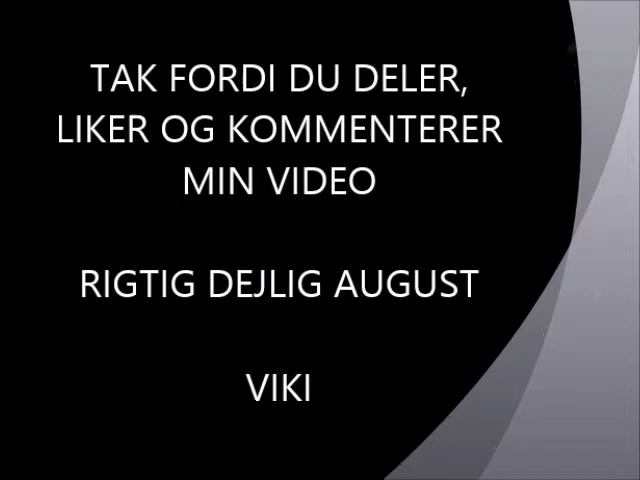 TAK FORDI DU DELER,
LIKER OG KOMMENTERER
MIN VIDEO
RIGTIG DEJLIG AUGUST
VIKI